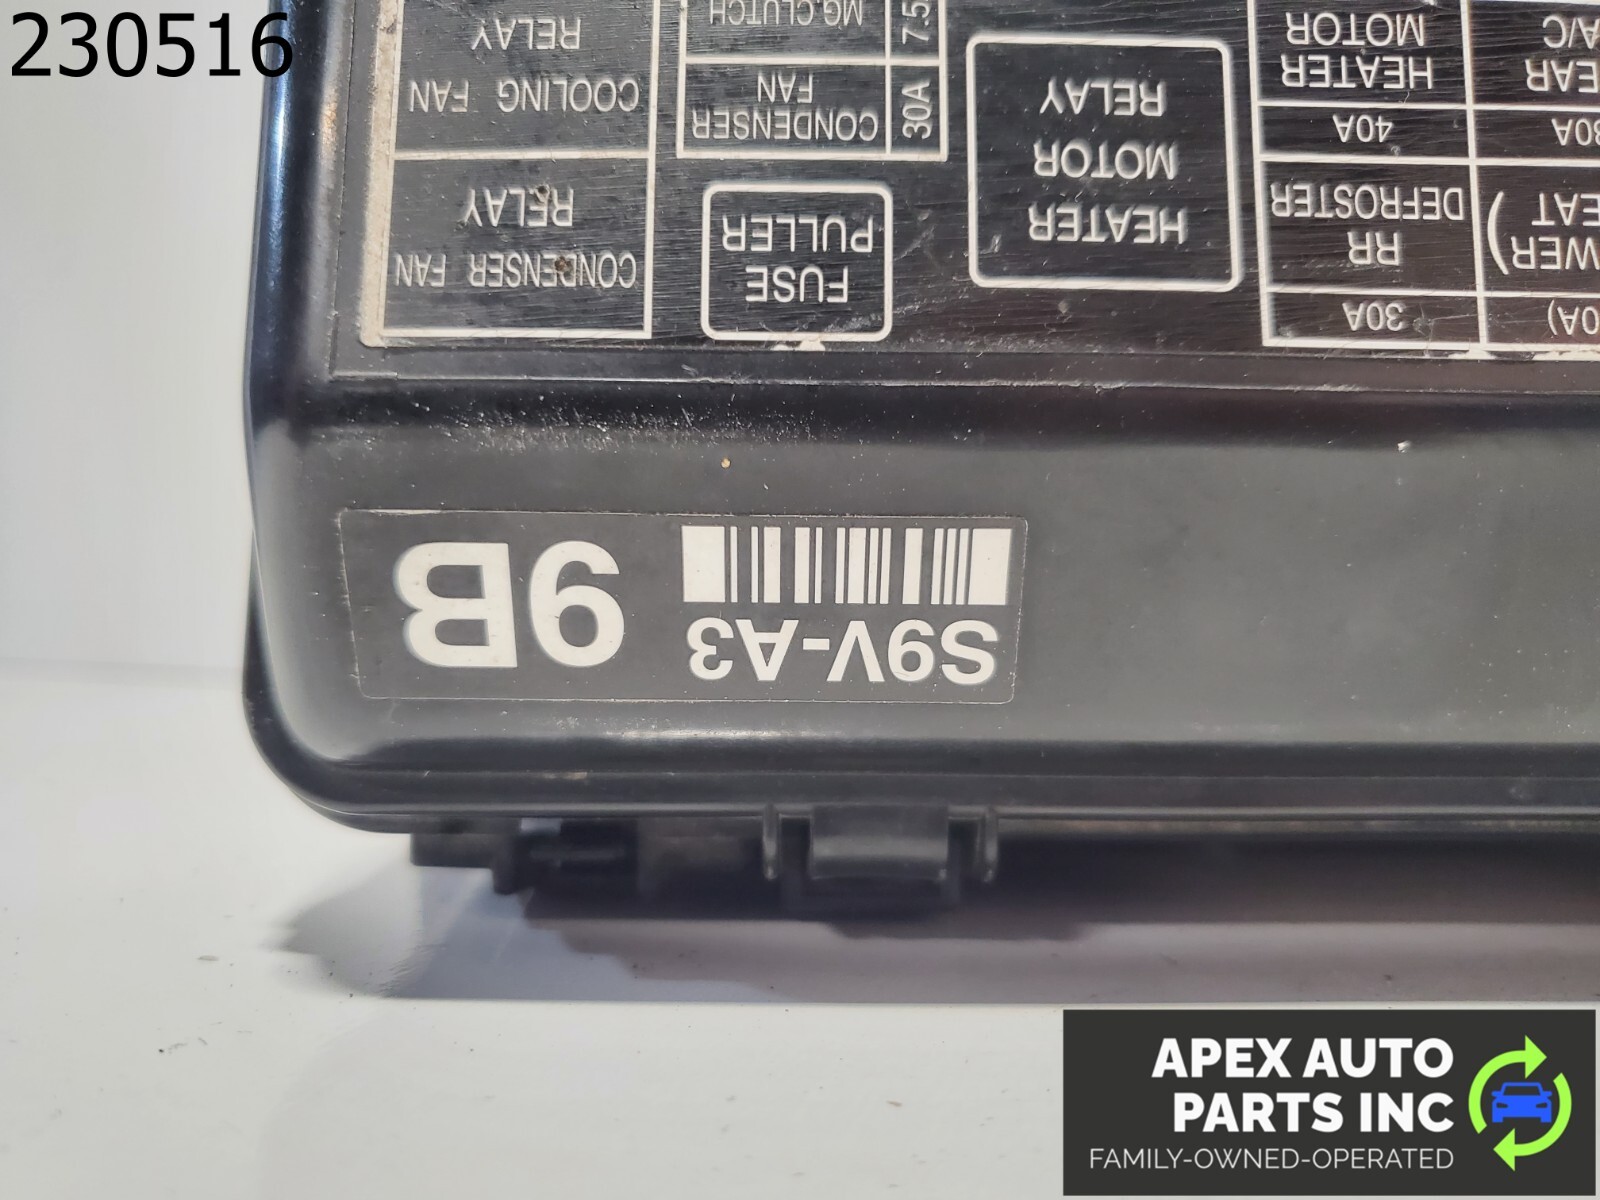 230516
S9V-A3
9B
30A
RR
DEFROSTER
40A
HEATER
MOTOR
HEATER
MOTOR
RELAY
FUSE
PULLER
30A
CONDENSER
FAN
7.5
MG.CLUTCH
CONDENSER FAN
RELAY
COOLING FAN
RELAY
A/C
APEX AUTO
PARTS INC
FAMILY-OWNED-OPERATED